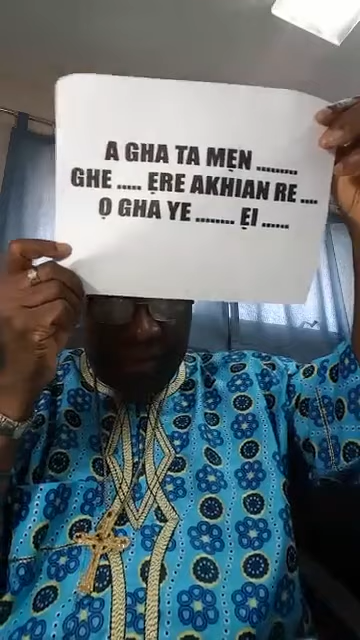 A GHA TA MẸN ........
GHE ..... ẸRE AKHIAN RE ....
Ọ GHA YE ........ ẸI ......